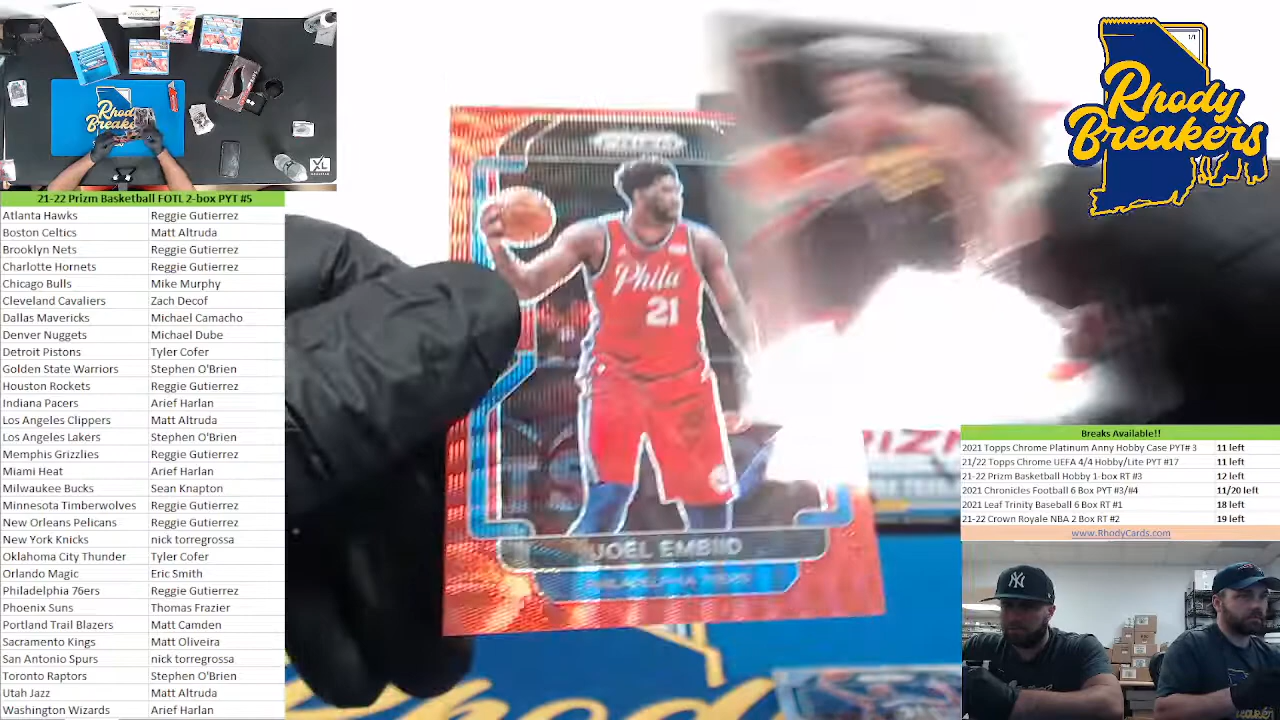 XL
21-22 Prizm Basketball FOTL 2-box PYT #5
Atlanta Hawks Reggie Gutierrez
Boston Celtics Matt Altruda
Brooklyn Nets Reggie Gutierrez
Charlotte Hornets Reggie Gutierrez
Chicago Bulls Mike Murphy
Cleveland Cavaliers Zach Decof
Dallas Mavericks Michael Camacho
Denver Nuggets Michael Dube
Detroit Pistons Tyler Cofer
Golden State Warriors Stephen O'Brien
Houston Rockets Reggie Gutierrez
Indiana Pacers Arief Harlan
Los Angeles Clippers Matt Altruda
Los Angeles Lakers Stephen O'Brien
Memphis Grizzlies Reggie Gutierrez
Miami Heat Arief Harlan
Milwaukee Bucks Sean Knapton
Minnesota Timberwolves Reggie Gutierrez
New Orleans Pelicans Reggie Gutierrez
New York Knicks nick torregrossa
Oklahoma City Thunder Tyler Cofer
Orlando Magic Eric Smith
Philadelphia 76ers Reggie Gutierrez
Phoenix Suns Thomas Frazier
Portland Trail Blazers Matt Camden
Sacramento Kings Matt Oliveira
San Antonio Spurs nick torregrossa
Toronto Raptors Stephen O'Brien
Utah Jazz Matt Altruda
Washington Wizards Arief Harlan
PRIZM
Phila
21
JOEL EMBIID
PHILADELPHIA 76ERS
1/1
Rhody
Breakers
Breaks Available!!
2021 Topps Chrome Platinum Anny Hobby Case PYT# 3 11 left
21/22 Topps Chrome UEFA 4/4 Hobby/Lite PYT #17 11 left
21-22 Prizm Basketball Hobby 1-box RT #3 12 left
2021 Chronicles Football 6 Box PYT #3/#4 11/20 left
2021 Leaf Trinity Baseball 6 Box RT #1 18 left
21-22 Crown Royale NBA 2 Box RT #2 19 left
www.RhodyCards.com